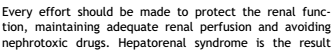 Every effort should be made to protect the renal func-
tion, maintaining adequate renal perfusion and avoiding
nephrotoxic drugs. Hepatorenal syndrome is the result